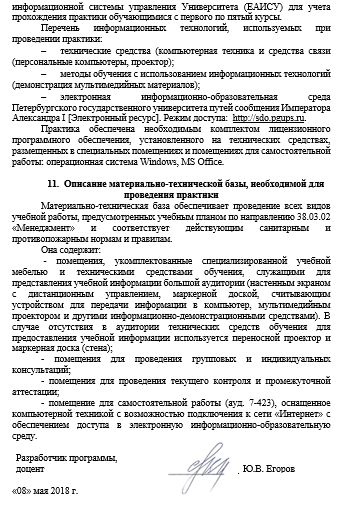 информационной системы управления Университета (ЕАИСУ) для учета
прохождения практики обучающимися с первого по пятый курсы.
Перечень информационных технологий, используемых при
проведении практики:
– технические средства (компьютерная техника и средства связи
(персональные компьютеры, проектор);
– методы обучения с использованием информационных технологий
(демонстрация мультимедийных материалов);
– электронная информационно-образовательная среда
Петербургского государственного университета путей сообщения Императора
Александра I [Электронный ресурс]. Режим доступа: http://sdo.pgups.ru.
Практика обеспечена необходимым комплектом лицензионного
программного обеспечения, установленного на технических средствах,
размещенных в специальных помещениях и помещениях для самостоятельной
работы: операционная система Windows, MS Office.
11. Описание материально-технической базы, необходимой для
проведения практики
Материально-техническая база обеспечивает проведение всех видов
учебной работы, предусмотренных учебным планом по направлению 38.03.02
«Менеджмент» и соответствует действующим санитарным и
противопожарным нормам и правилам.
Она содержит:
- помещения, укомплектованные специализированной учебной
мебелью и техническими средствами обучения, служащими для
представления учебной информации большой аудитории (настенным экраном
с дистанционным управлением, маркерной доской, считывающим
устройством для передачи информации в компьютер, мультимедийным
проектором и другими информационно-демонстрационными средствами). В
случае отсутствия в аудитории технических средств обучения для
предоставления учебной информации используется переносной проектор и
маркерная доска (стена);
- помещения для проведения групповых и индивидуальных
консультаций;
- помещения для проведения текущего контроля и промежуточной
аттестации;
- помещение для самостоятельной работы (ауд. 7-423), оснащенное
компьютерной техникой с возможностью подключения к сети «Интернет» с
обеспечением доступа в электронную информационно-образовательную
среду.
Разработчик программы,
доцент Ю.В. Егоров
«08» мая 2018 г.